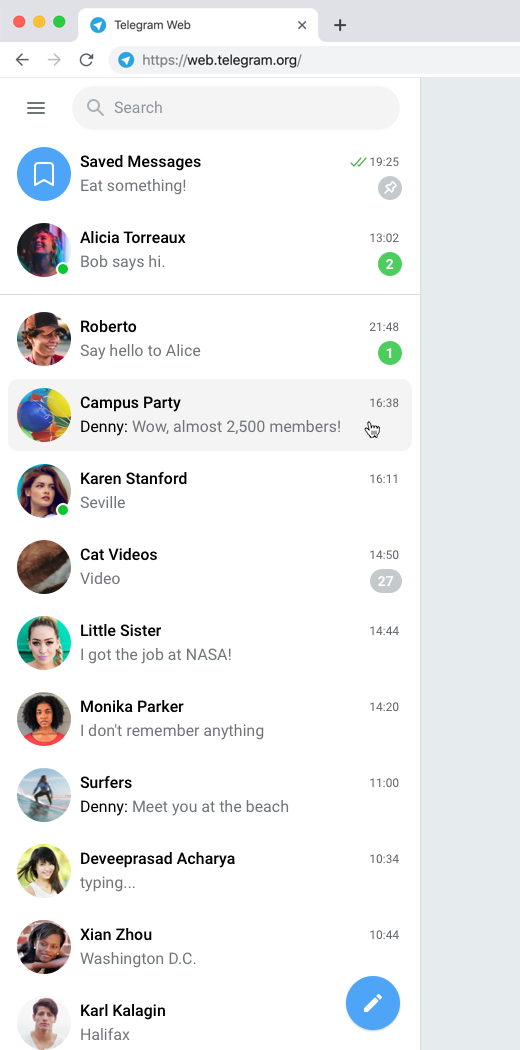 Telegram Web
https://web.telegram.org/
Search
Saved Messages 19:25
Eat something!
Alicia Torreaux 13:02
Bob says hi. 2
Roberto 21:48
Say hello to Alice 1
Campus Party 16:38
Denny: Wow, almost 2,500 members!
Karen Stanford 16:11
Seville
Cat Videos 14:50
Video 27
Little Sister 14:44
I got the job at NASA!
Monika Parker 14:20
I don't remember anything
Surfers 11:00
Denny: Meet you at the beach
Deveeprasad Acharya 10:34
typing...
Xian Zhou 10:44
Washington D.C.
Karl Kalagin
Halifax